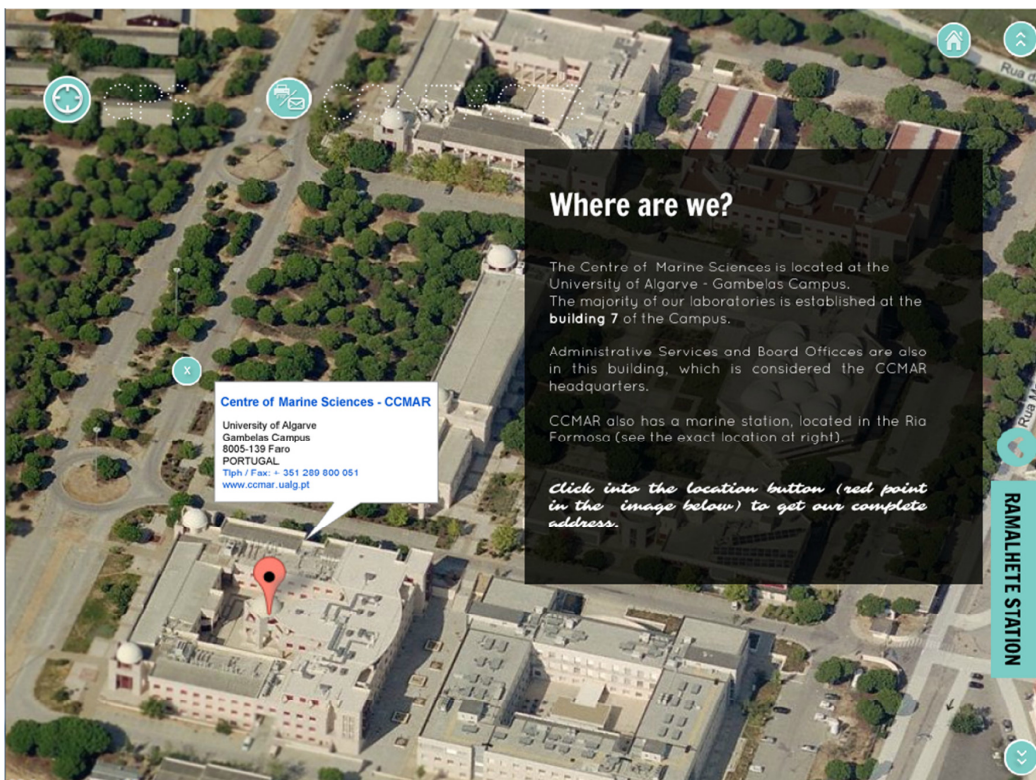 Rua d
GPS
CONTACTS
Where are we?
The Centre of Marine Sciences is located at the
University of Algarve - Gambelas Campus.
The majority of our laboratories is established at the
building 7 of the Campus.
Administrative Services and Board Officces are also
in this building, which is considered the CCMAR
headquarters.
CCMAR also has a marine station, located in the Ria
Formosa (see the exact location at right).
Click into the location button (red point
in the image below) to get our complete
address.
x
Centre of Marine Sciences - CCMAR
University of Algarve
Gambelas Campus
8005-139 Faro
PORTUGAL
Tlph / Fax: + 351 289 800 051
www.ccmar.ualg.pt
Rua M
RAMALHETE STATION